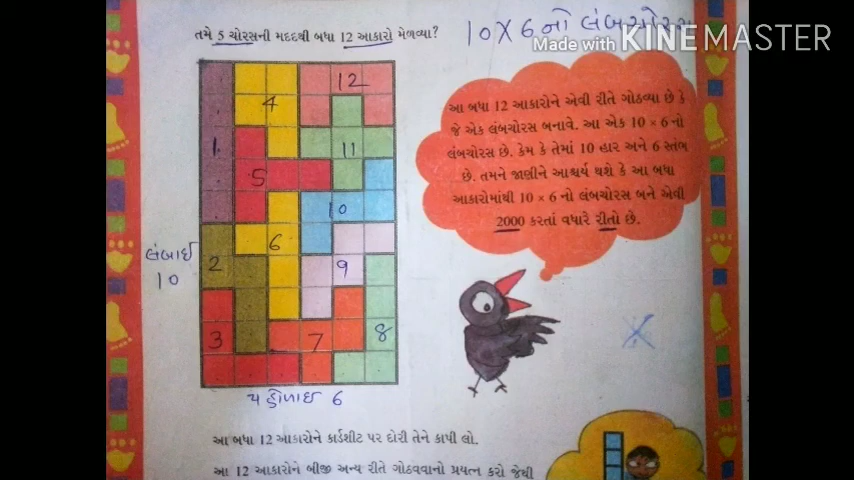 તમે 5 ચોરસની મદદથી બધા 12 આકારો મેળવ્યા?
10 X 6 નો લંબચોરસ
Made with KINEMASTER
12
4
1
11
5
10
6
2
9
3
7
8
લંબાઈ
10
પહોળાઈ 6
આ બધા 12 આકારોને એવી રીતે ગોઠવ્યા છે કે
જે એક લંબચોરસ બનાવે. આ એક 10 × 6 નો
લંબચોરસ છે. કેમ કે તેમાં 10 હાર અને 6 સ્તંભ
છે. તમને જાણીને આશ્ચર્ય થશે કે આ બધા
આકારોમાંથી 10 × 6 નો લંબચોરસ બને એવી
2000 કરતાં વધારે રીતો છે.
આ બધા 12 આકારોને કાર્ડશીટ પર દોરી તેને કાપી લો.
આ 12 આકારોને બીજી અન્ય રીતે ગોઠવવાનો પ્રયત્ન કરો જેથી